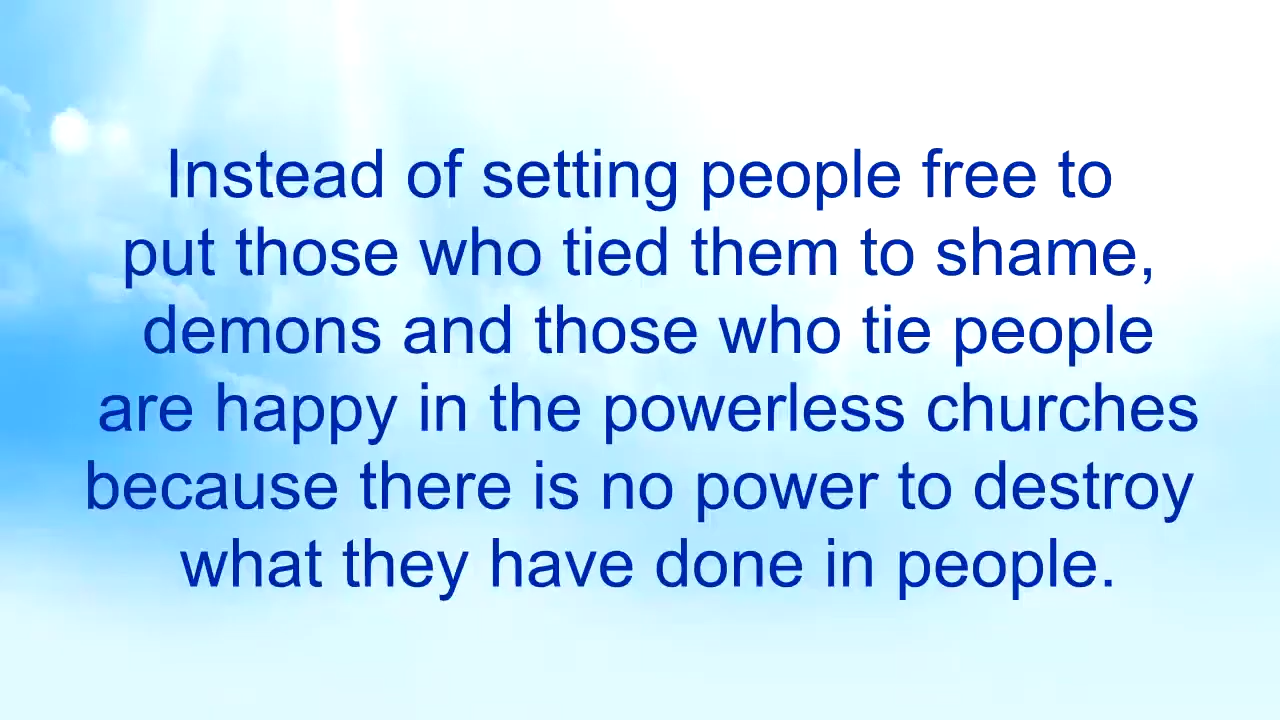 Instead of setting people free to
put those who tied them to shame,
demons and those who tie people
are happy in the powerless churches
because there is no power to destroy
what they have done in people.